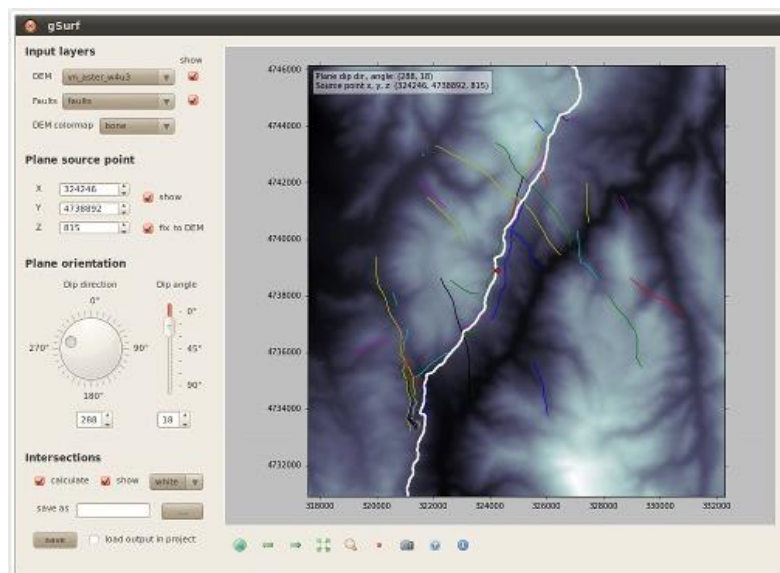 gSurf
Input layers
show
DEM vn_aster_w4u3
Faults faults
DEM colormap bone
Plane source point
X 324246
show
Y 4738892
Z 815
fix to DEM
Plane orientation
Dip direction Dip angle
0°
0°
270° 90°
45°
90°
180°
288 18
Intersections
calculate show white
save as ....
save load output in project
Plane dip dir, angle: (288, 18)
Source point x, y, z: (324246, 4738892, 815)
4746000
4744000
4742000
4740000
4738000
4736000
4734000
4732000
318000 320000 322000 324000 326000 328000 330000 332000